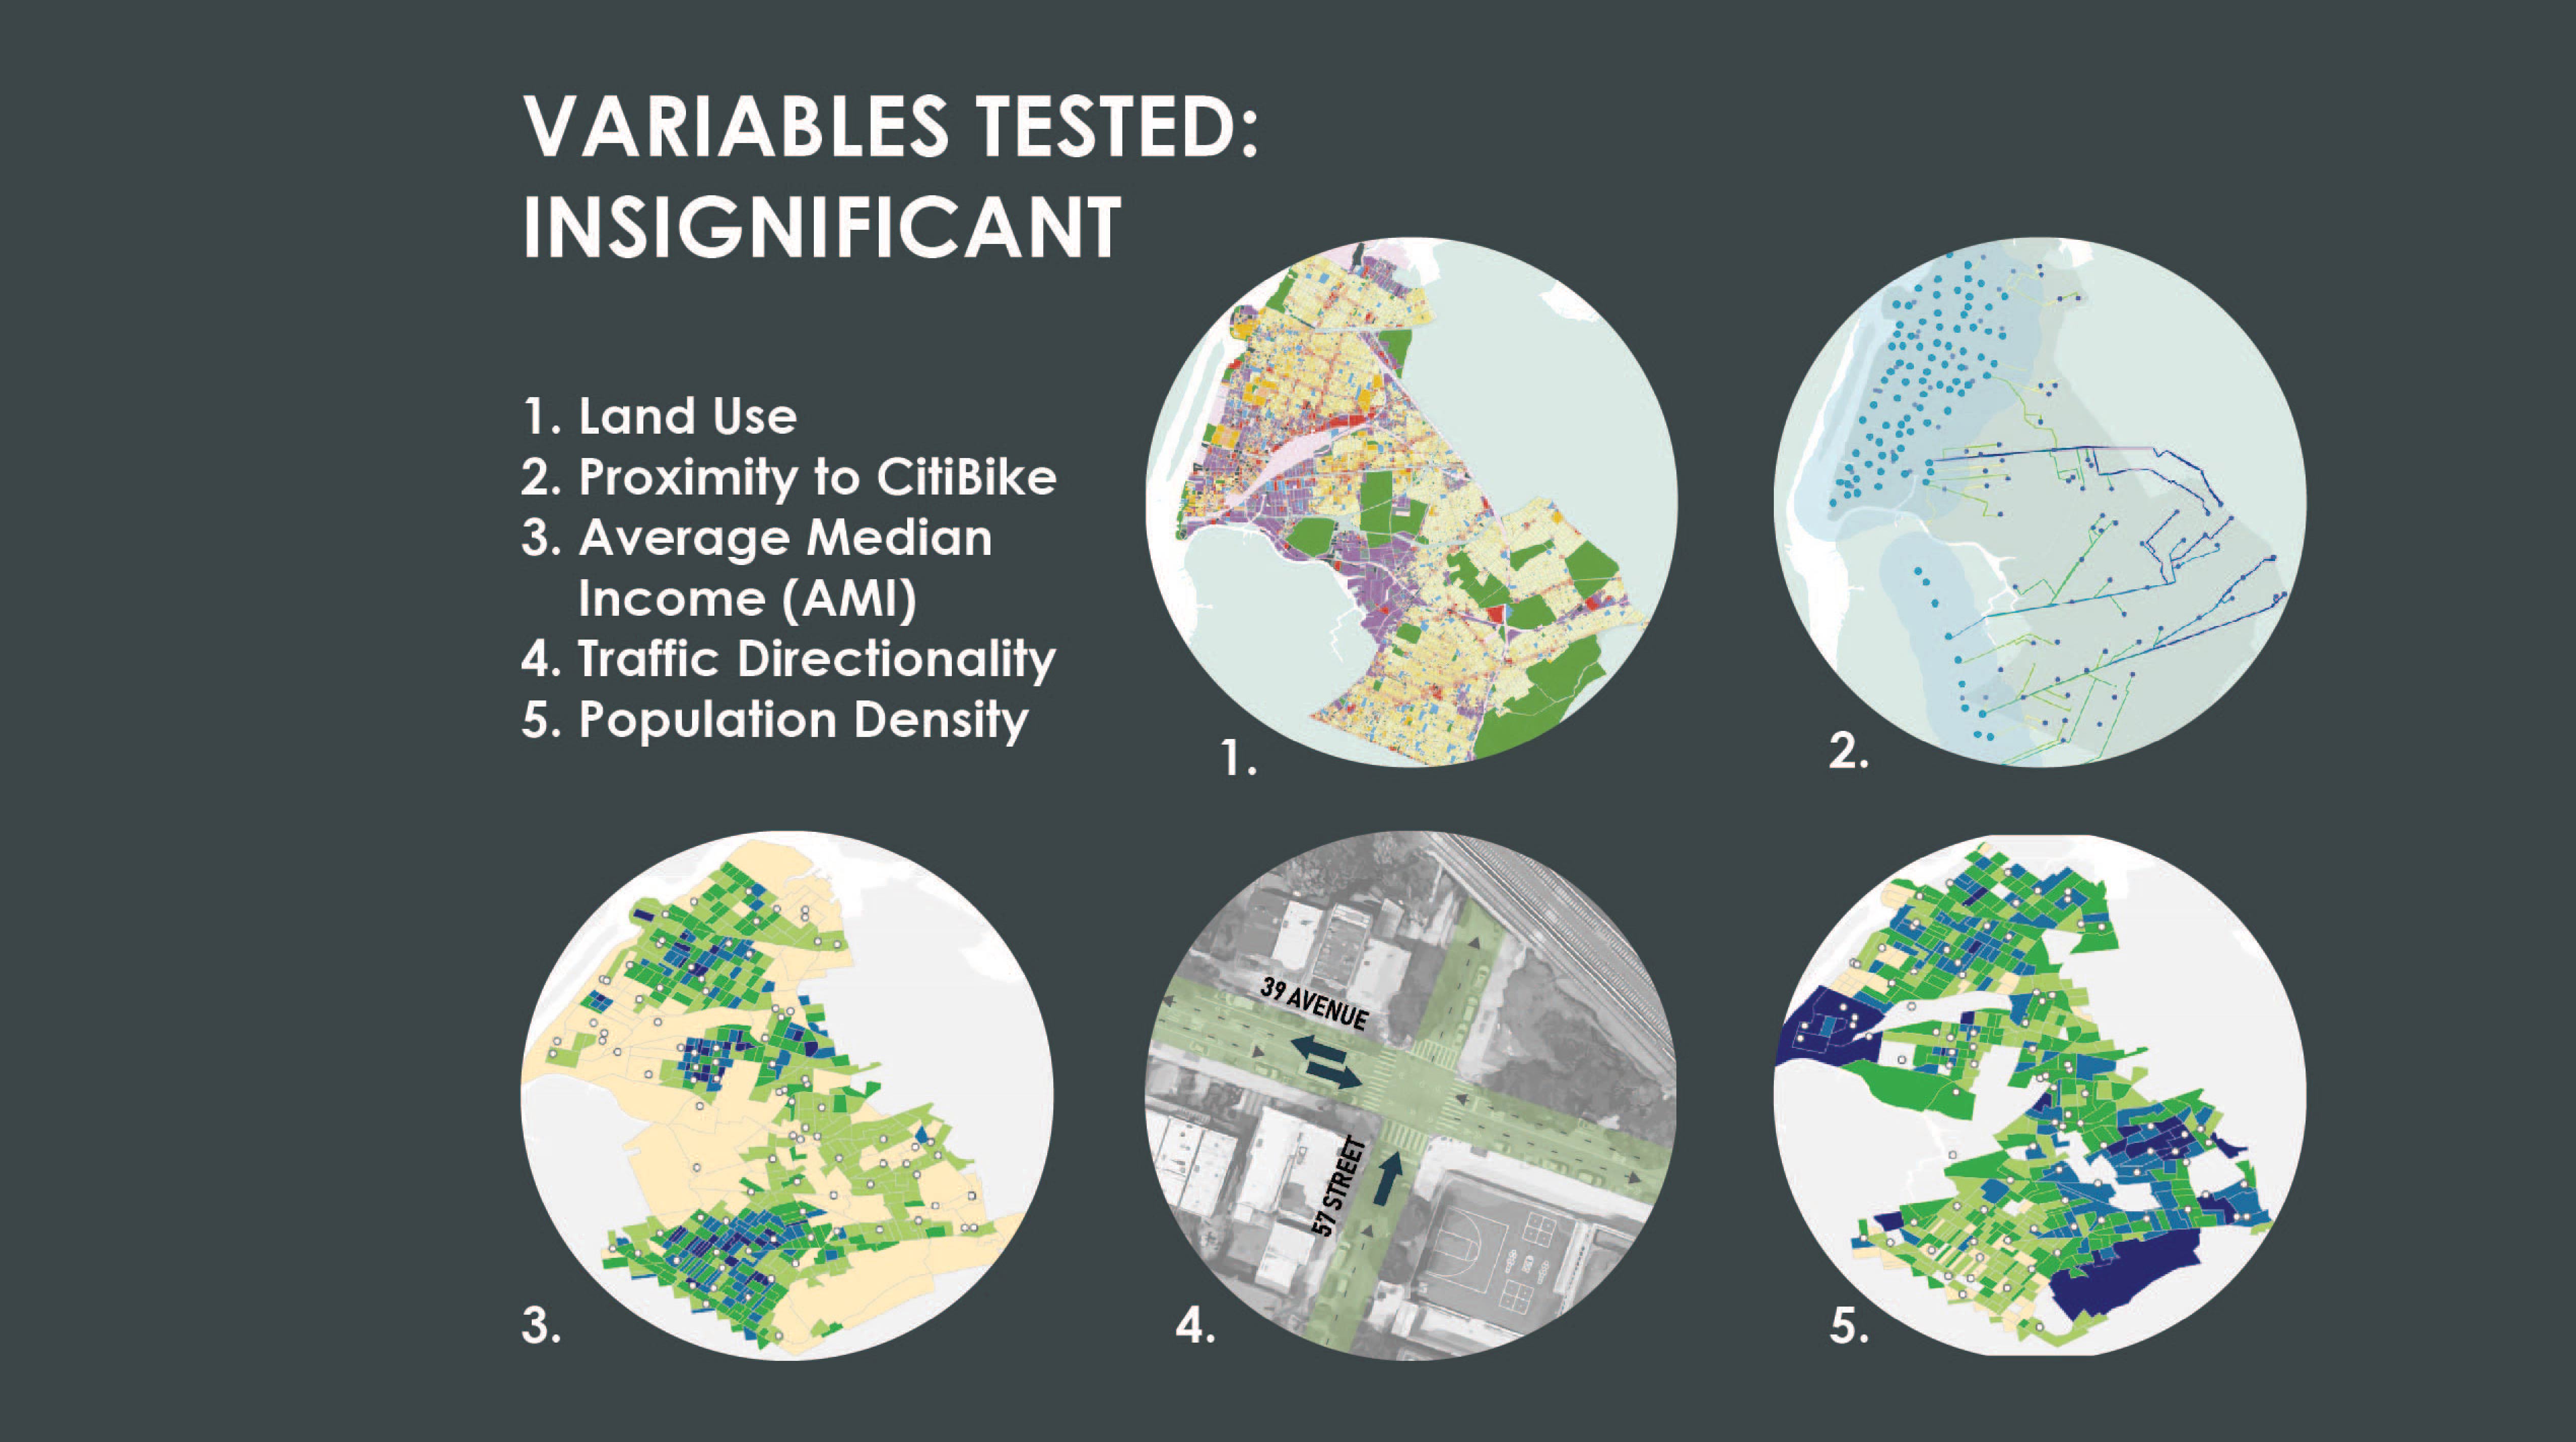 VARIABLES TESTED:
INSIGNIFICANT
1. Land Use
2. Proximity to CitiBike
3. Average Median
Income (AMI)
4. Traffic Directionality
5. Population Density
1.
2.
3.
39 AVENUE
57 STREET
4.
5.